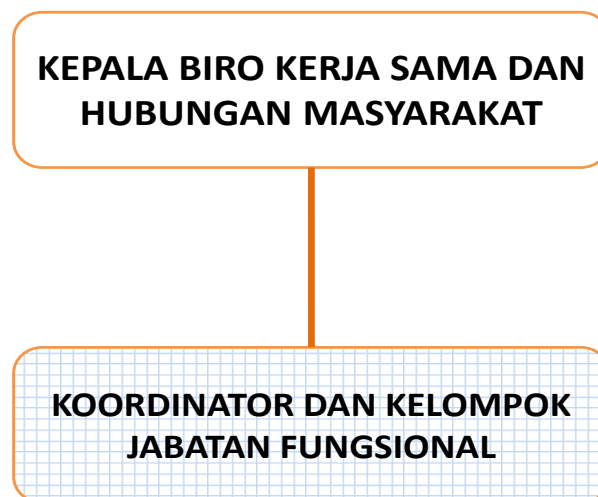 KEPALA BIRO KERJA SAMA DAN
HUBUNGAN MASYARAKAT
KOORDINATOR DAN KELOMPOK
JABATAN FUNGSIONAL